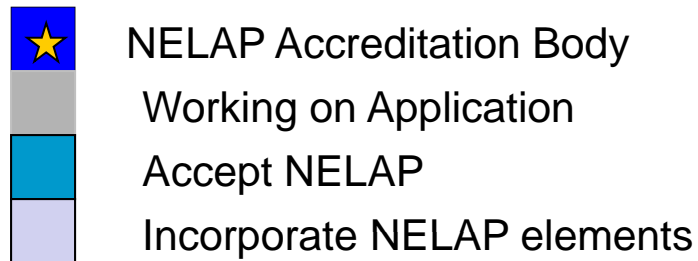 NELAP Accreditation Body
Working on Application
Accept NELAP
Incorporate NELAP elements